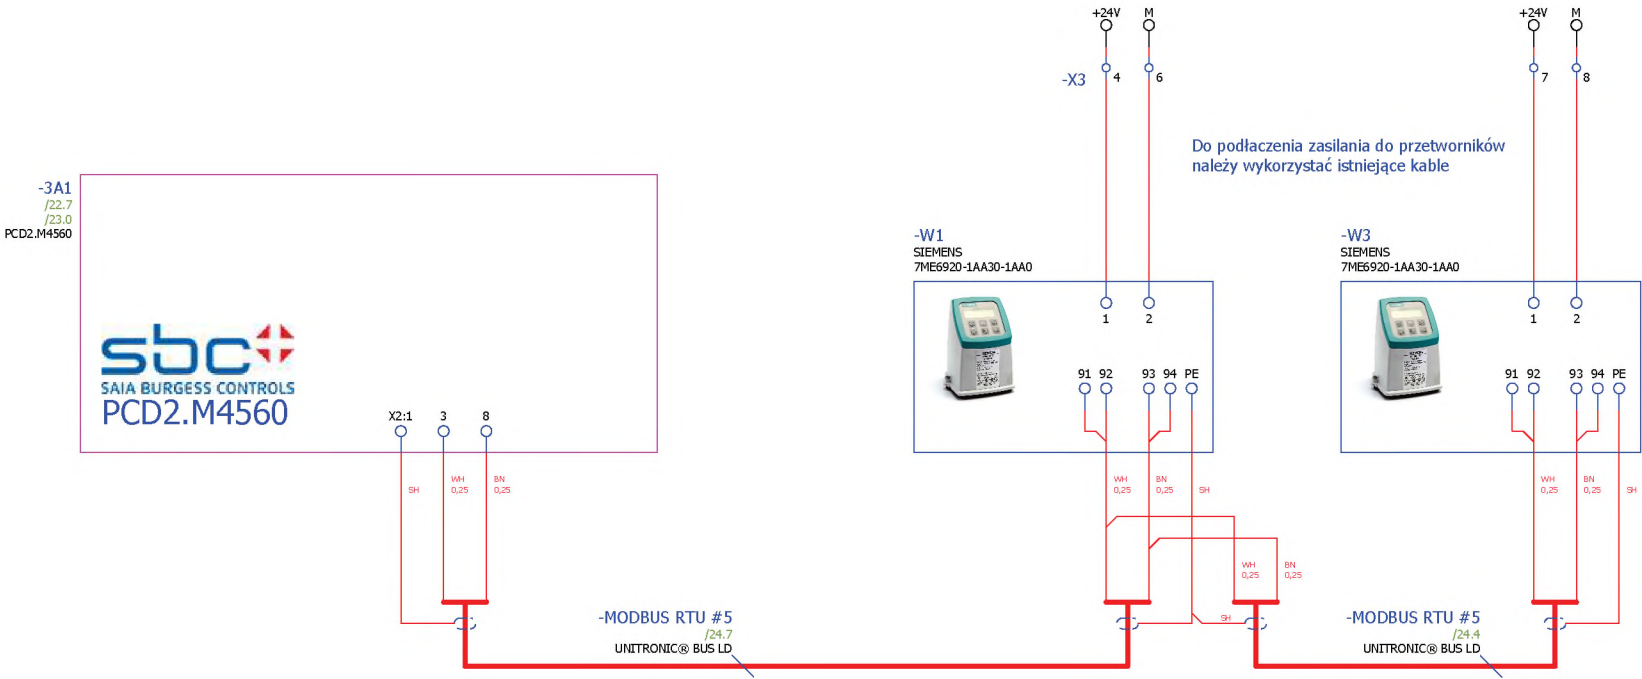 +24V
M
+24V
M
-X3
4
6
7
8
Do podłaczenia zasilania do przetworników
należy wykorzystać istniejące kable
-3A1
/22.7
/23.0
PCD2.M4560
-W1
SIEMENS
7ME6920-1AA30-1AA0
-W3
SIEMENS
7ME6920-1AA30-1AA0
1
2
1
2
sbc
SAIA BURGESS CONTROLS
PCD2.M4560
91
92
93
94
PE
91
92
93
94
PE
X2:1
3
8
SH
WH
0,25
BN
0,25
WH
0,25
BN
0,25
SH
WH
0,25
BN
0,25
SH
WH
0,25
BN
0,25
SH
-MODBUS RTU #5
/24.7
UNITRONIC® BUS LD
-MODBUS RTU #5
/24.4
UNITRONIC® BUS LD